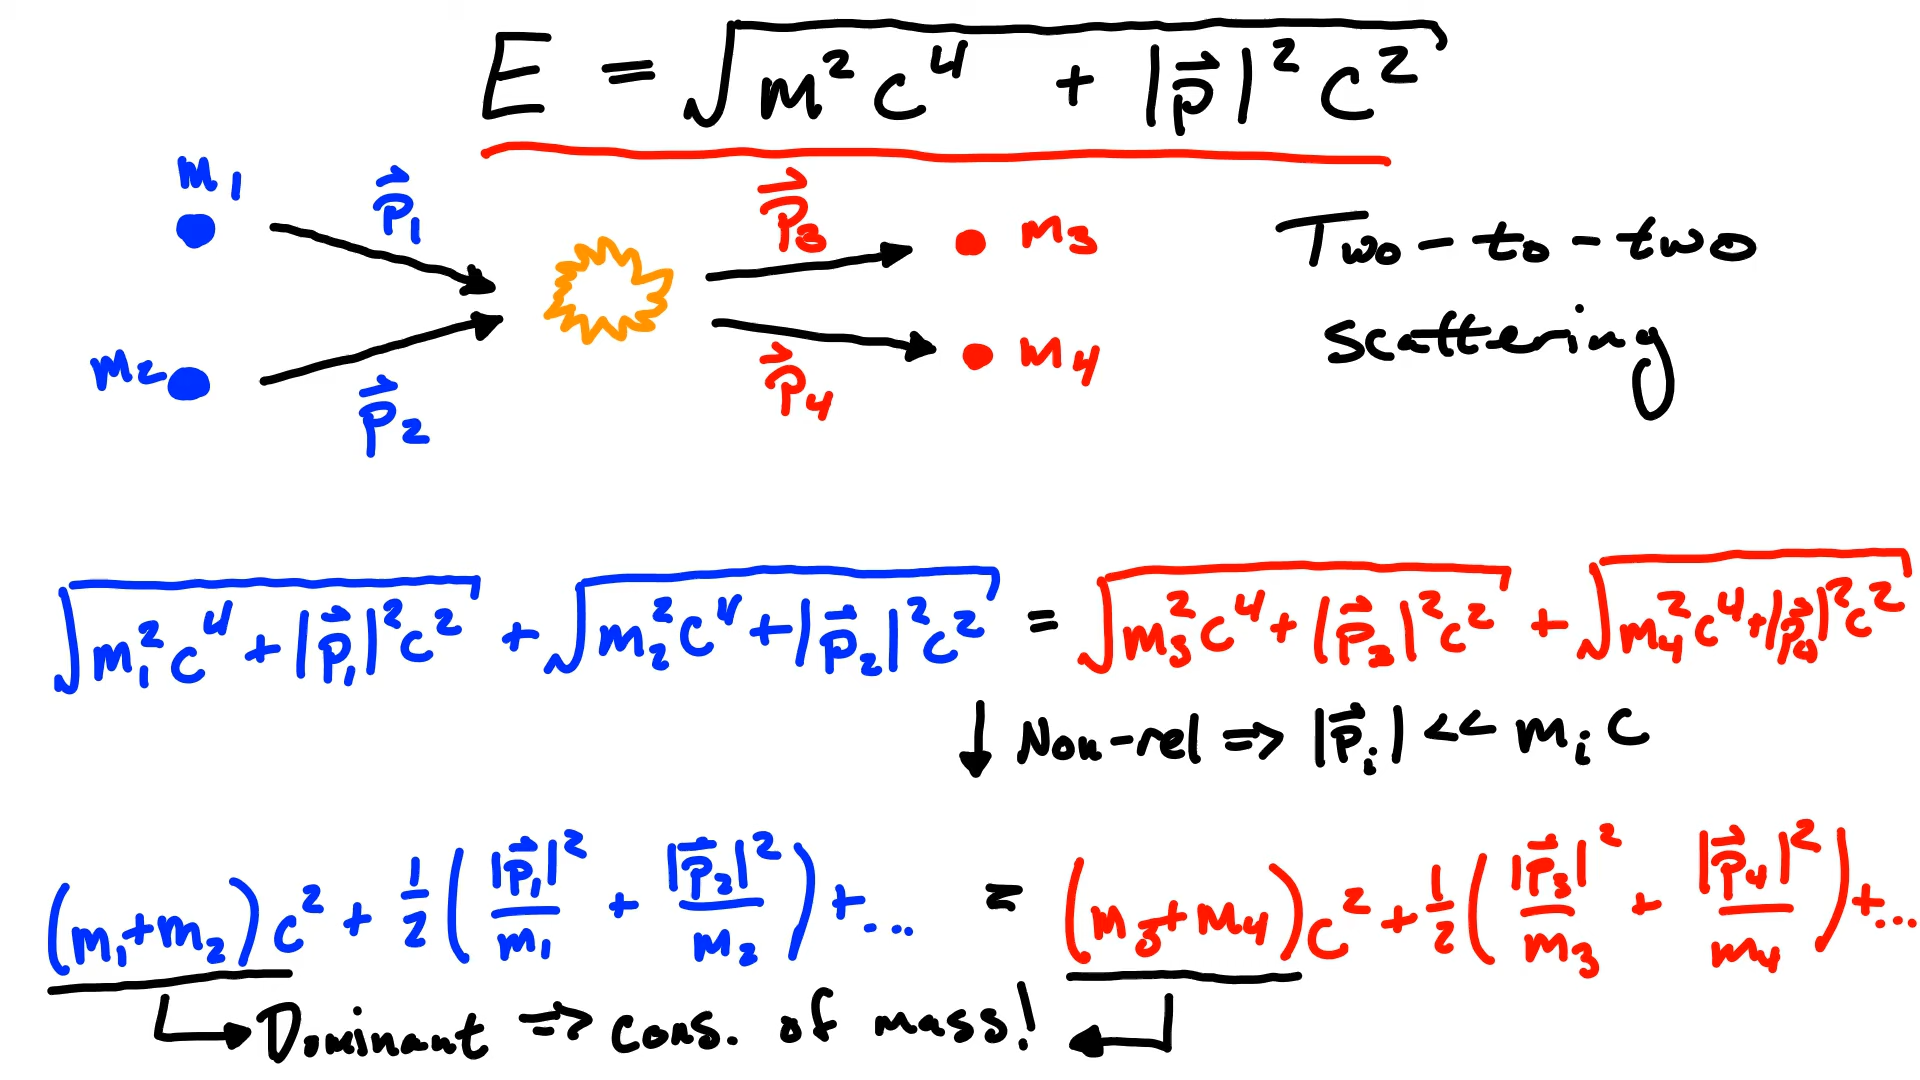 E = √(m²c⁴ + |p⃗|²c²)
m₁ p⃗₁ p⃗₃ m₃ Two-to-two
m₂ p⃗₂ p⃗₄ m₄ scattering
√(m₁²c⁴ + |p⃗₁|²c²) + √(m₂²c⁴ + |p⃗₂|²c²) = √(m₃²c⁴ + |p⃗₃|²c²) + √(m₄²c⁴ + |p⃗₄|²c²)
↓ Non-rel ⇒ |p⃗ᵢ| << mᵢc
(m₁+m₂)c² + 1/2(|p⃗₁|²/m₁ + |p⃗₂|²/m₂) + ... = (m₃+m₄)c² + 1/2(|p⃗₃|²/m₃ + |p⃗₄|²/m₄) + ...
Dominant ⇒ cons. of mass!